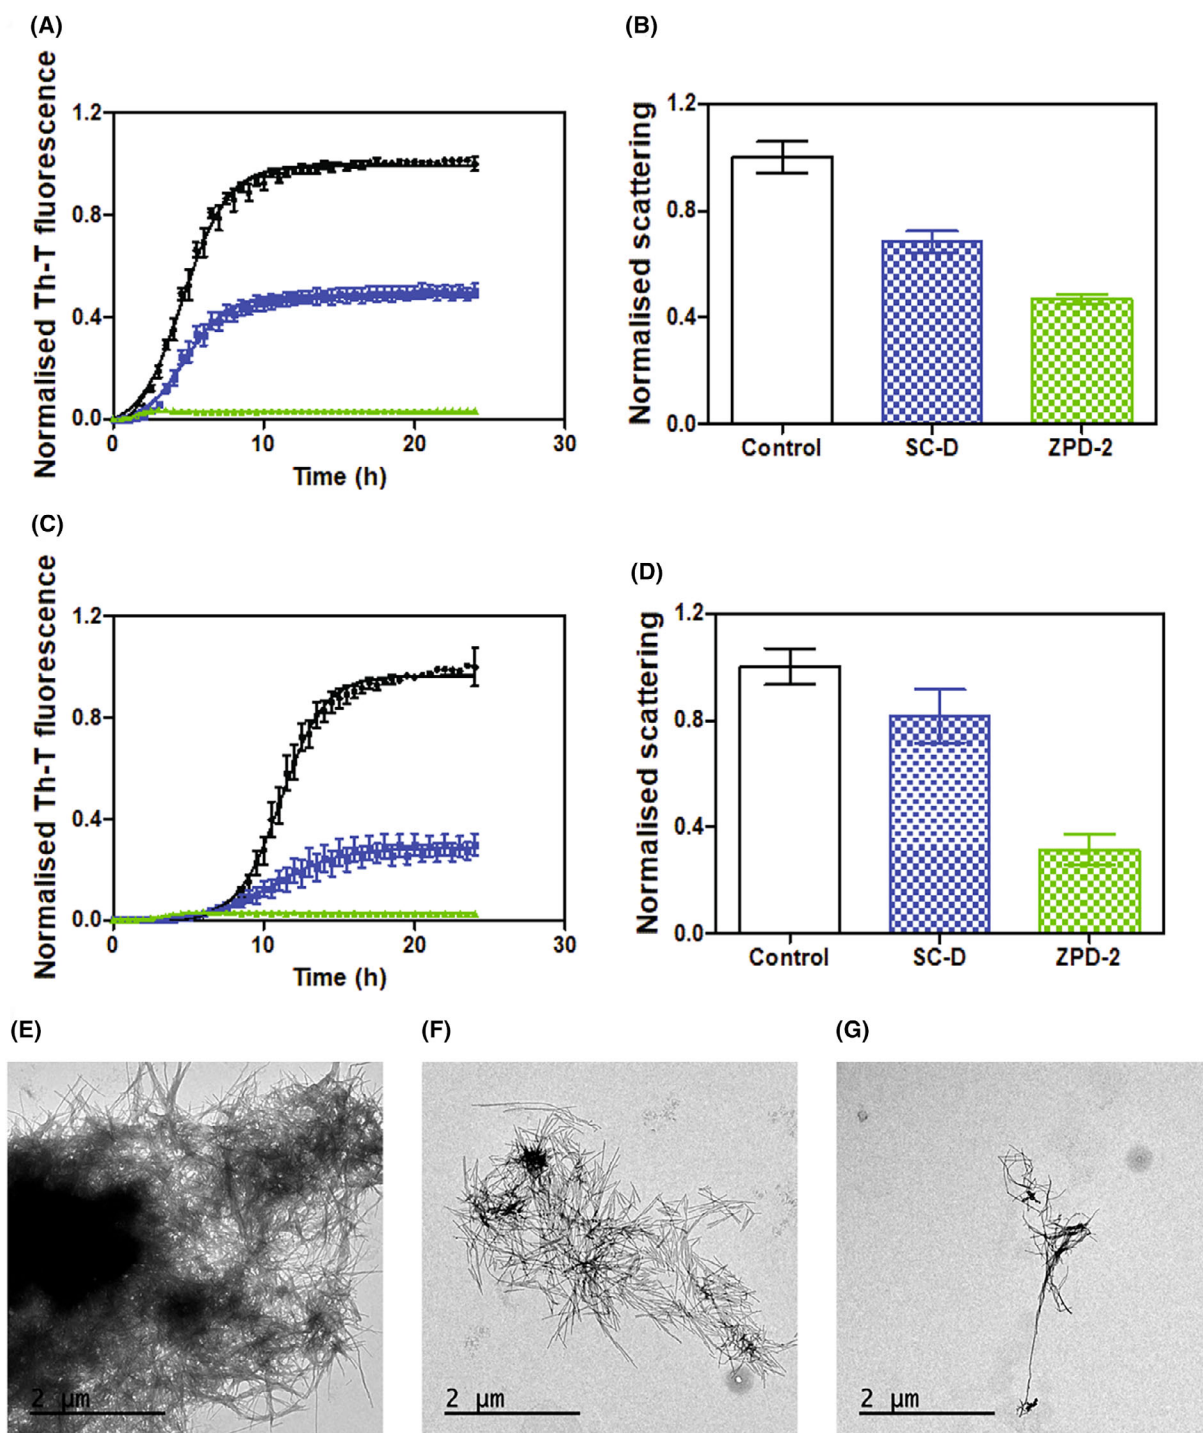 (A)
Normalised Th-T fluorescence
1.2
0.8
0.4
0.0
0 10 20 30
Time (h)
(B)
Normalised scattering
1.2
0.8
0.4
0.0
Control SC-D ZPD-2
(C)
Normalised Th-T fluorescence
1.2
0.8
0.4
0.0
0 10 20 30
Time (h)
(D)
Normalised scattering
1.2
0.8
0.4
0.0
Control SC-D ZPD-2
(E) (F) (G)
2 µm 2 µm 2 µm